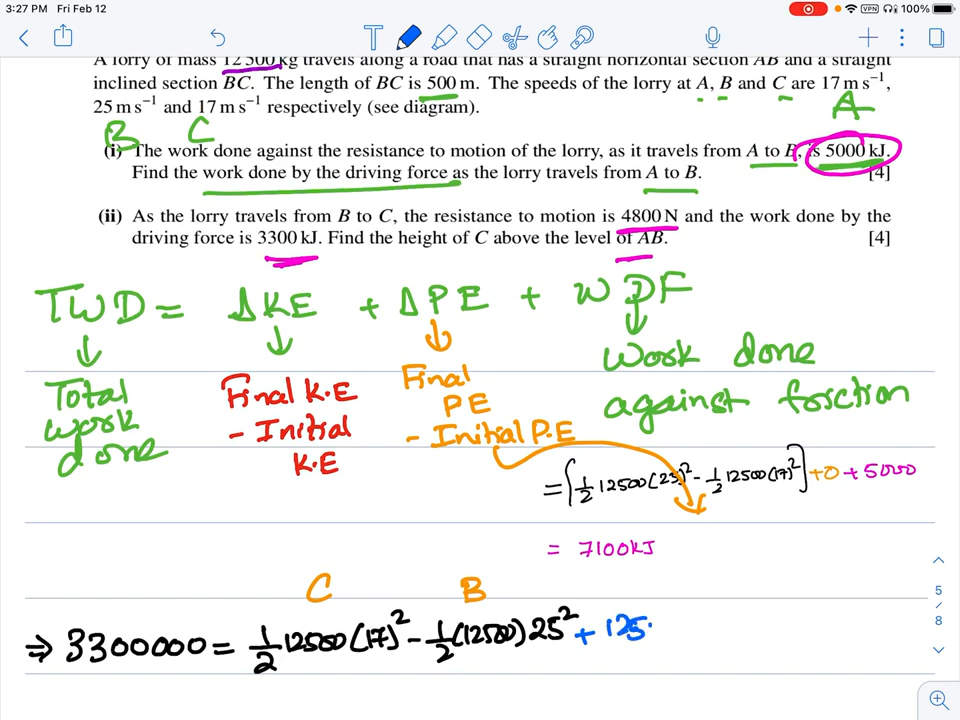 3:27 PM Fri Feb 12
VPN 100%
A lorry of mass 12 500 kg travels along a road that has a straight horizontal section AB and a straight
inclined section BC. The length of BC is 500 m. The speeds of the lorry at A, B and C are 17 m s⁻¹,
25 m s⁻¹ and 17 m s⁻¹ respectively (see diagram).
B C A
(i) The work done against the resistance to motion of the lorry, as it travels from A to B, is 5000 kJ.
Find the work done by the driving force as the lorry travels from A to B. [4]
(ii) As the lorry travels from B to C, the resistance to motion is 4800 N and the work done by the
driving force is 3300 kJ. Find the height of C above the level of AB. [4]
TWD = ΔKE + ΔPE + WDF
↓ ↓ ↓ ↓
Total work done
Final K.E - Initial K.E
Final PE - Initial P.E
Work done against friction
= [½ 12500(25)² - ½ 12500(17)²] + 0 + 5000
= 7100KJ
C B
⇒ 3300000 = ½ 12500(17)² - ½(12500)25² + 125
5
/
8